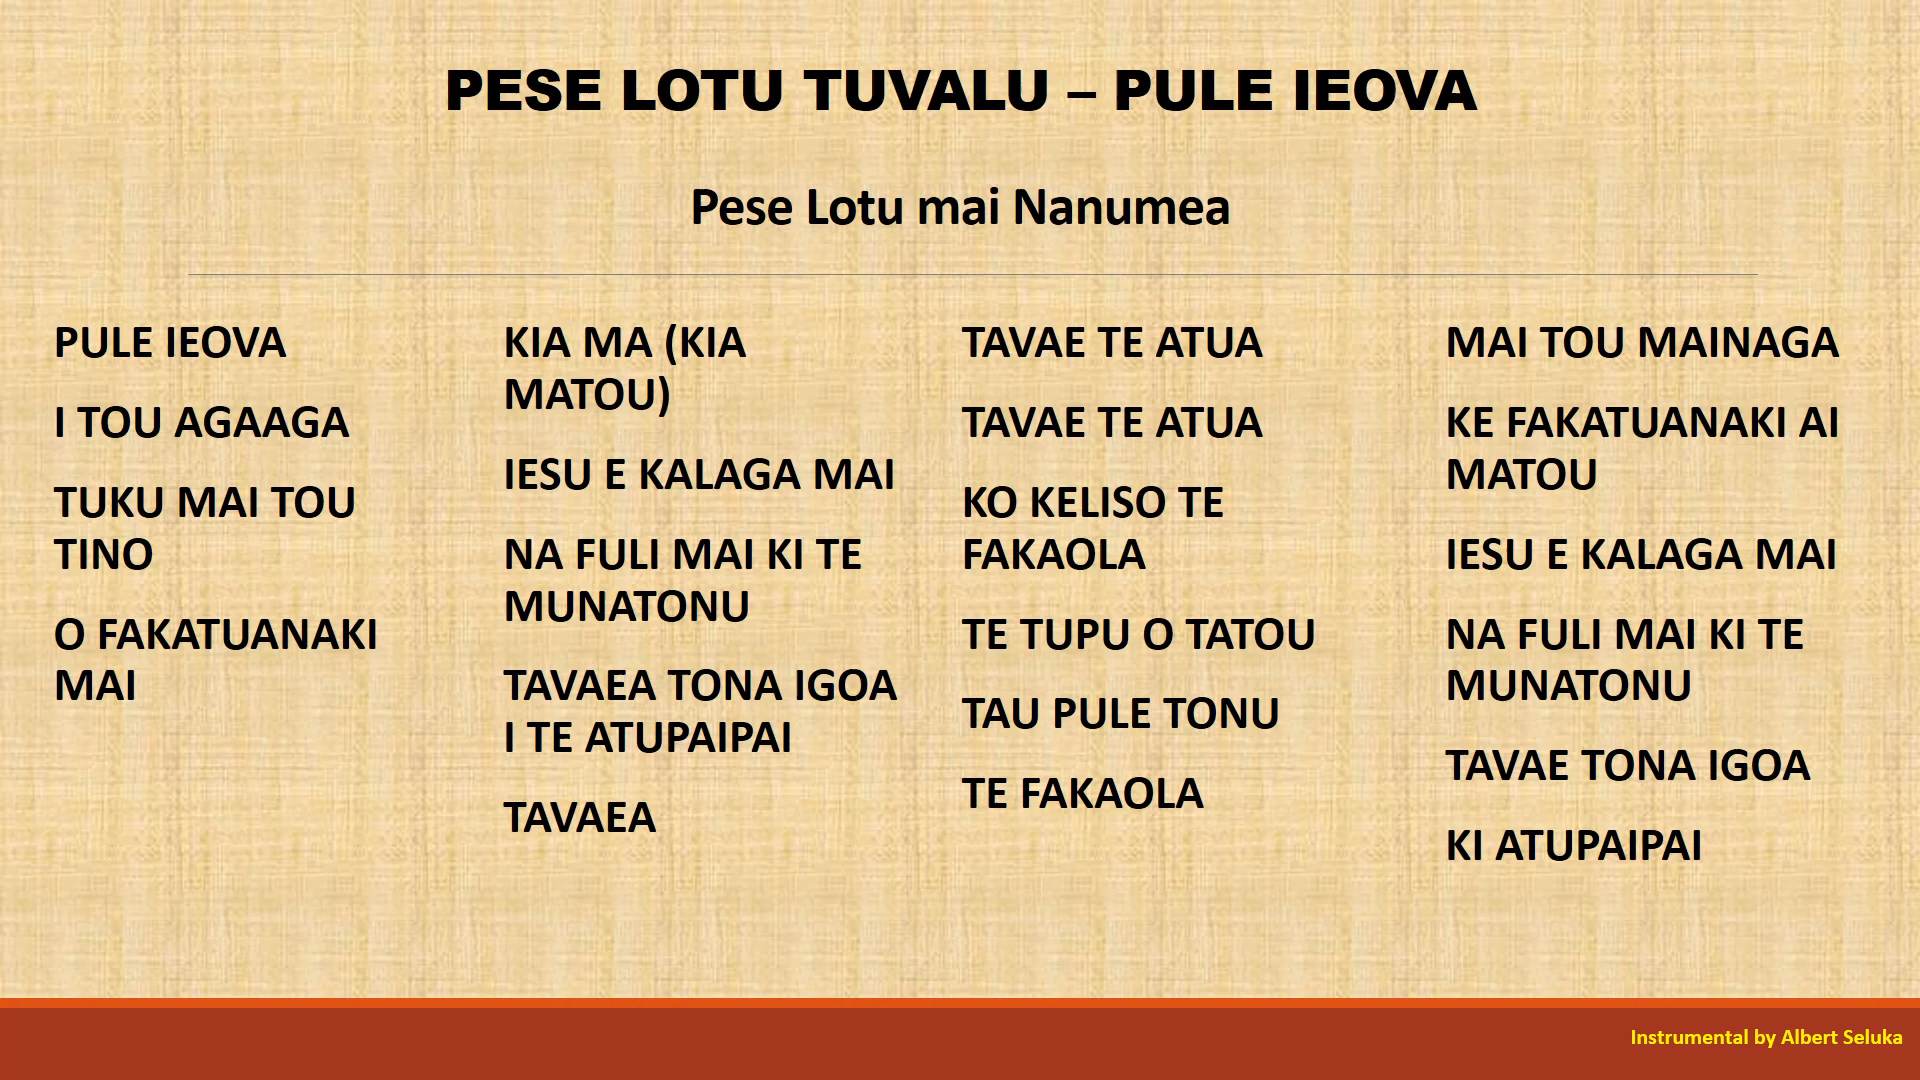 PESE LOTU TUVALU – PULE IEOVA
Pese Lotu mai Nanumea
PULE IEOVA
I TOU AGAAGA
TUKU MAI TOU
TINO
O FAKATUANAKI
MAI
KIA MA (KIA
MATOU)
IESU E KALAGA MAI
NA FULI MAI KI TE
MUNATONU
TAVAEA TONA IGOA
I TE ATUPAIPAI
TAVAEA
TAVAE TE ATUA
TAVAE TE ATUA
KO KELISO TE
FAKAOLA
TE TUPU O TATOU
TAU PULE TONU
TE FAKAOLA
MAI TOU MAINAGA
KE FAKATUANAKI AI
MATOU
IESU E KALAGA MAI
NA FULI MAI KI TE
MUNATONU
TAVAE TONA IGOA
KI ATUPAIPAI
Instrumental by Albert Seluka